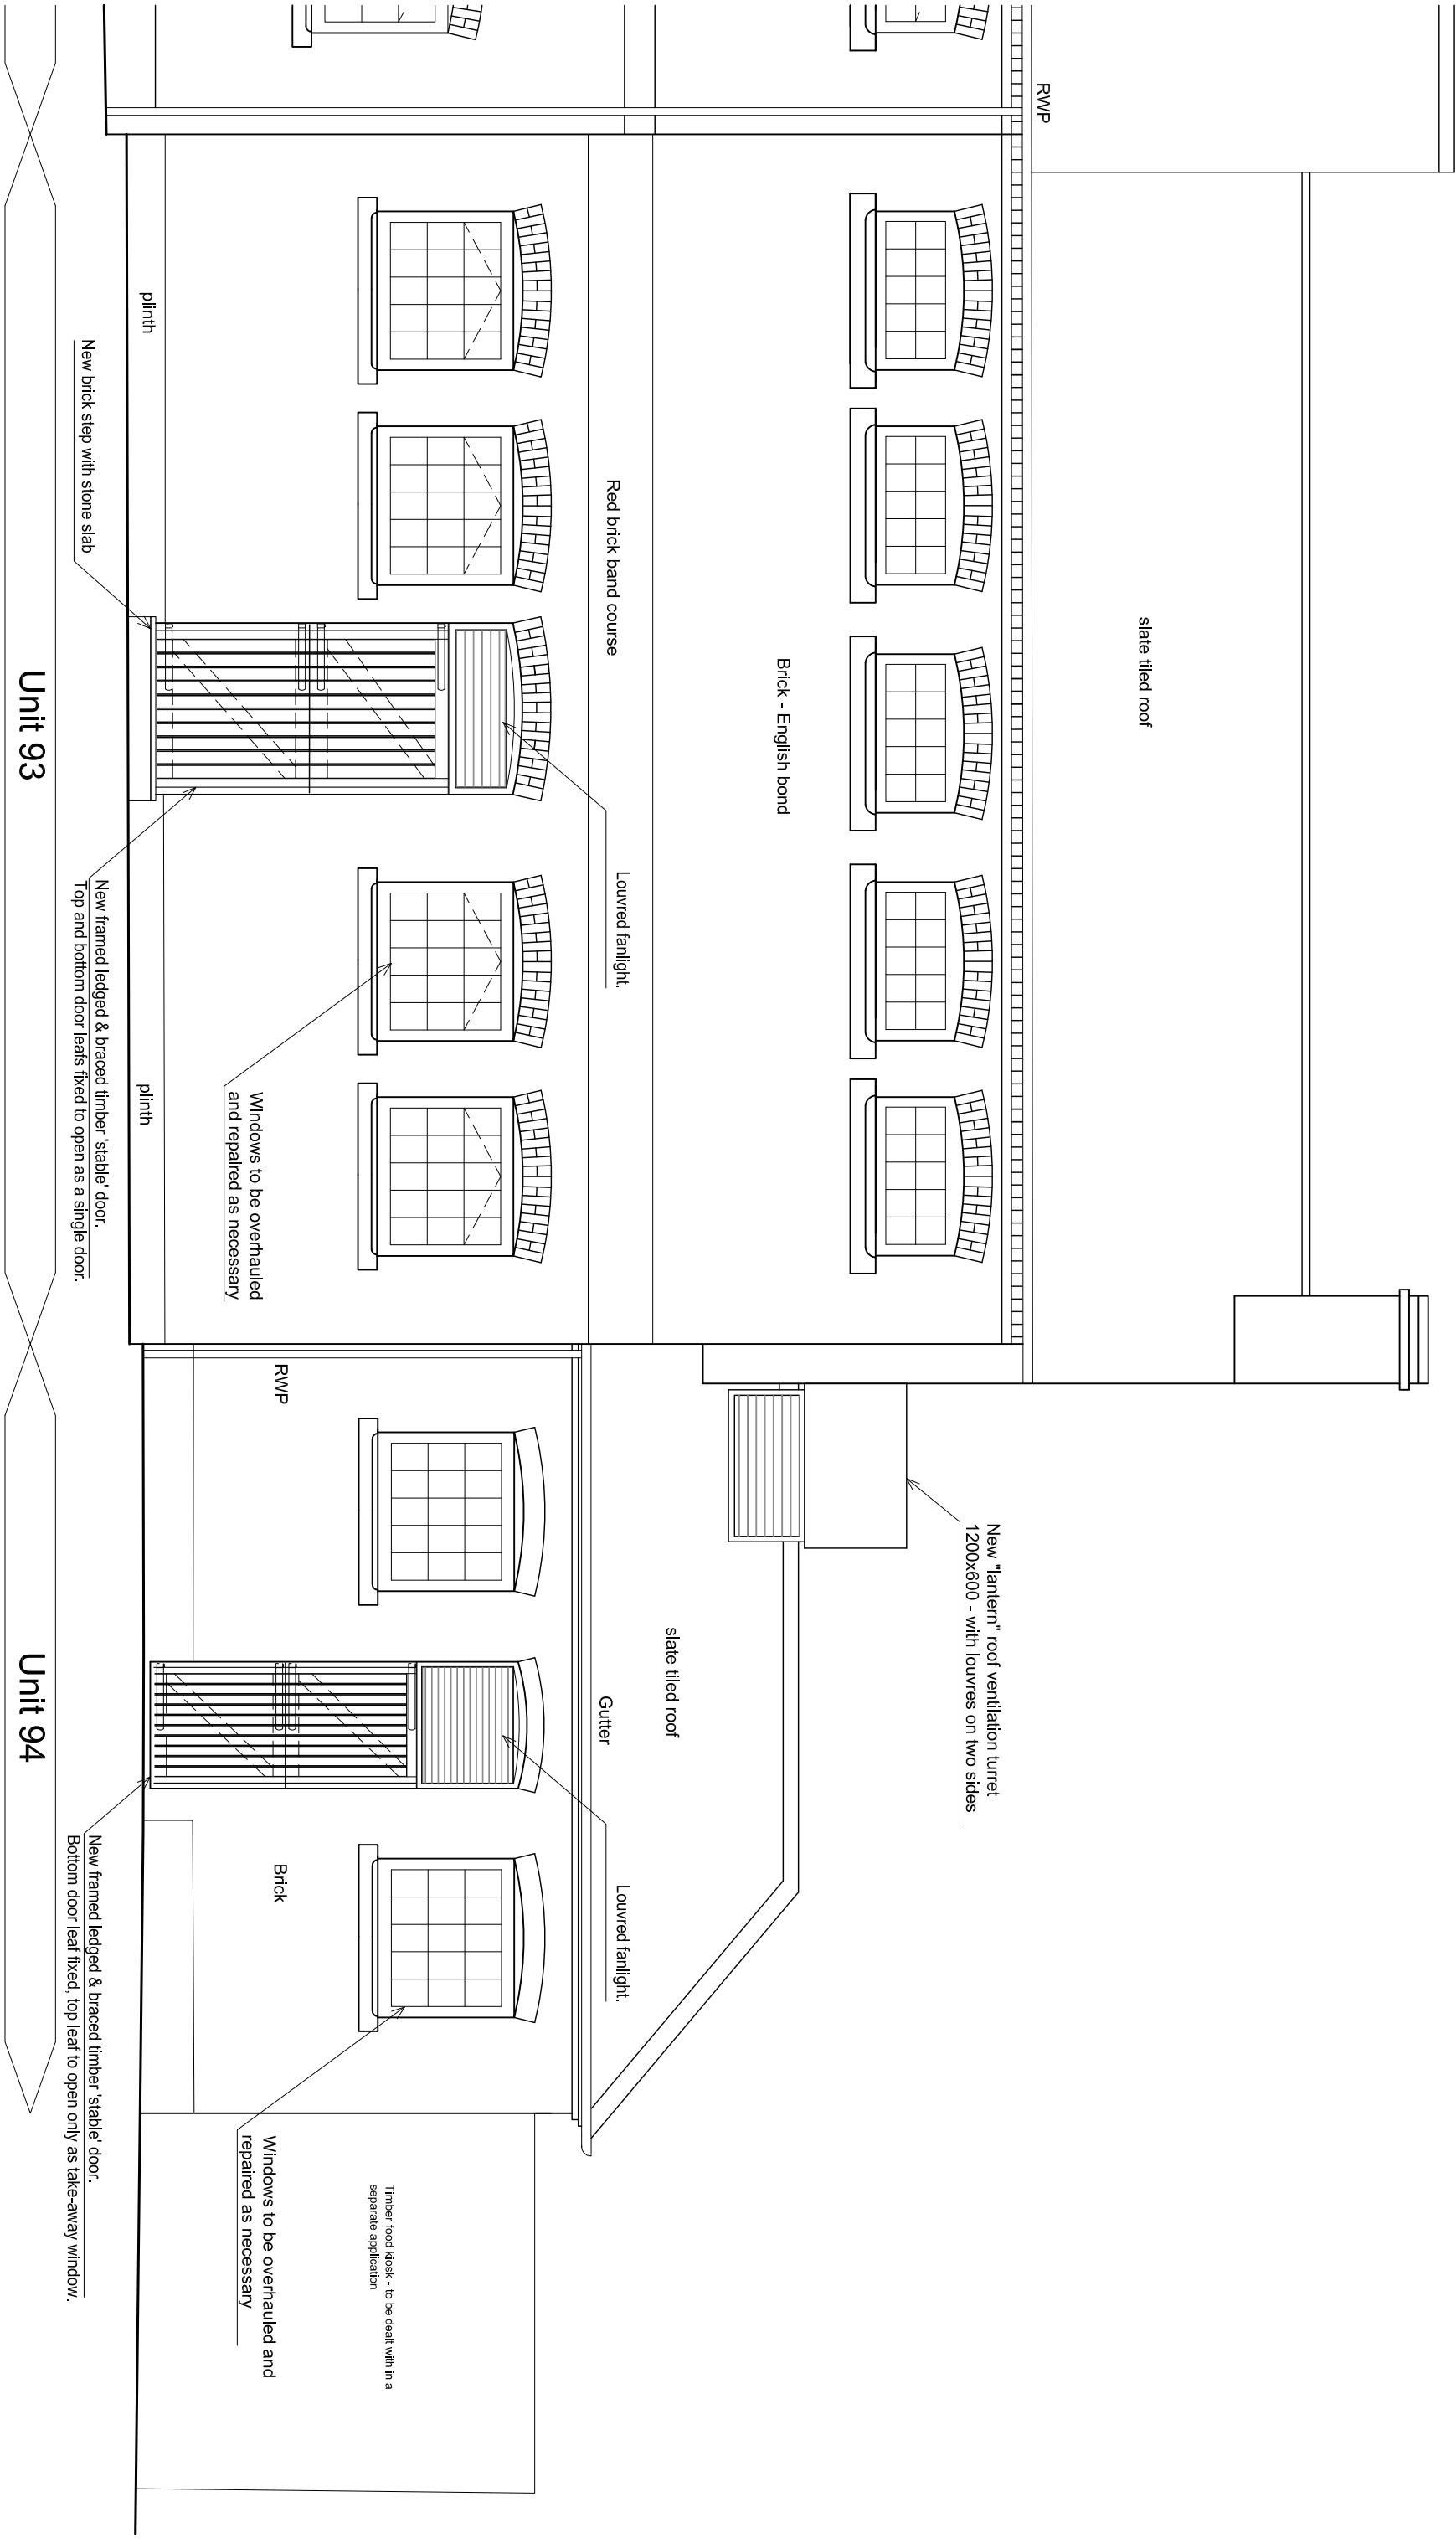 RWP
slate tiled roof
New "lantern" roof ventilation turret
1200x600 - with louvres on two sides
Brick - English bond
slate tiled roof
Red brick band course
Louvred fanlight.
Gutter
Louvred fanlight.
Timber food kiosk - to be dealt with in a
separate application
Windows to be overhauled
and repaired as necessary
RWP
Brick
Windows to be overhauled and
repaired as necessary
plinth
plinth
New brick step with stone slab
New framed ledged & braced timber 'stable' door.
Top and bottom door leafs fixed to open as a single door.
New framed ledged & braced timber 'stable' door.
Bottom door leaf fixed, top leaf to open only as take-away window.
Unit 93
Unit 94